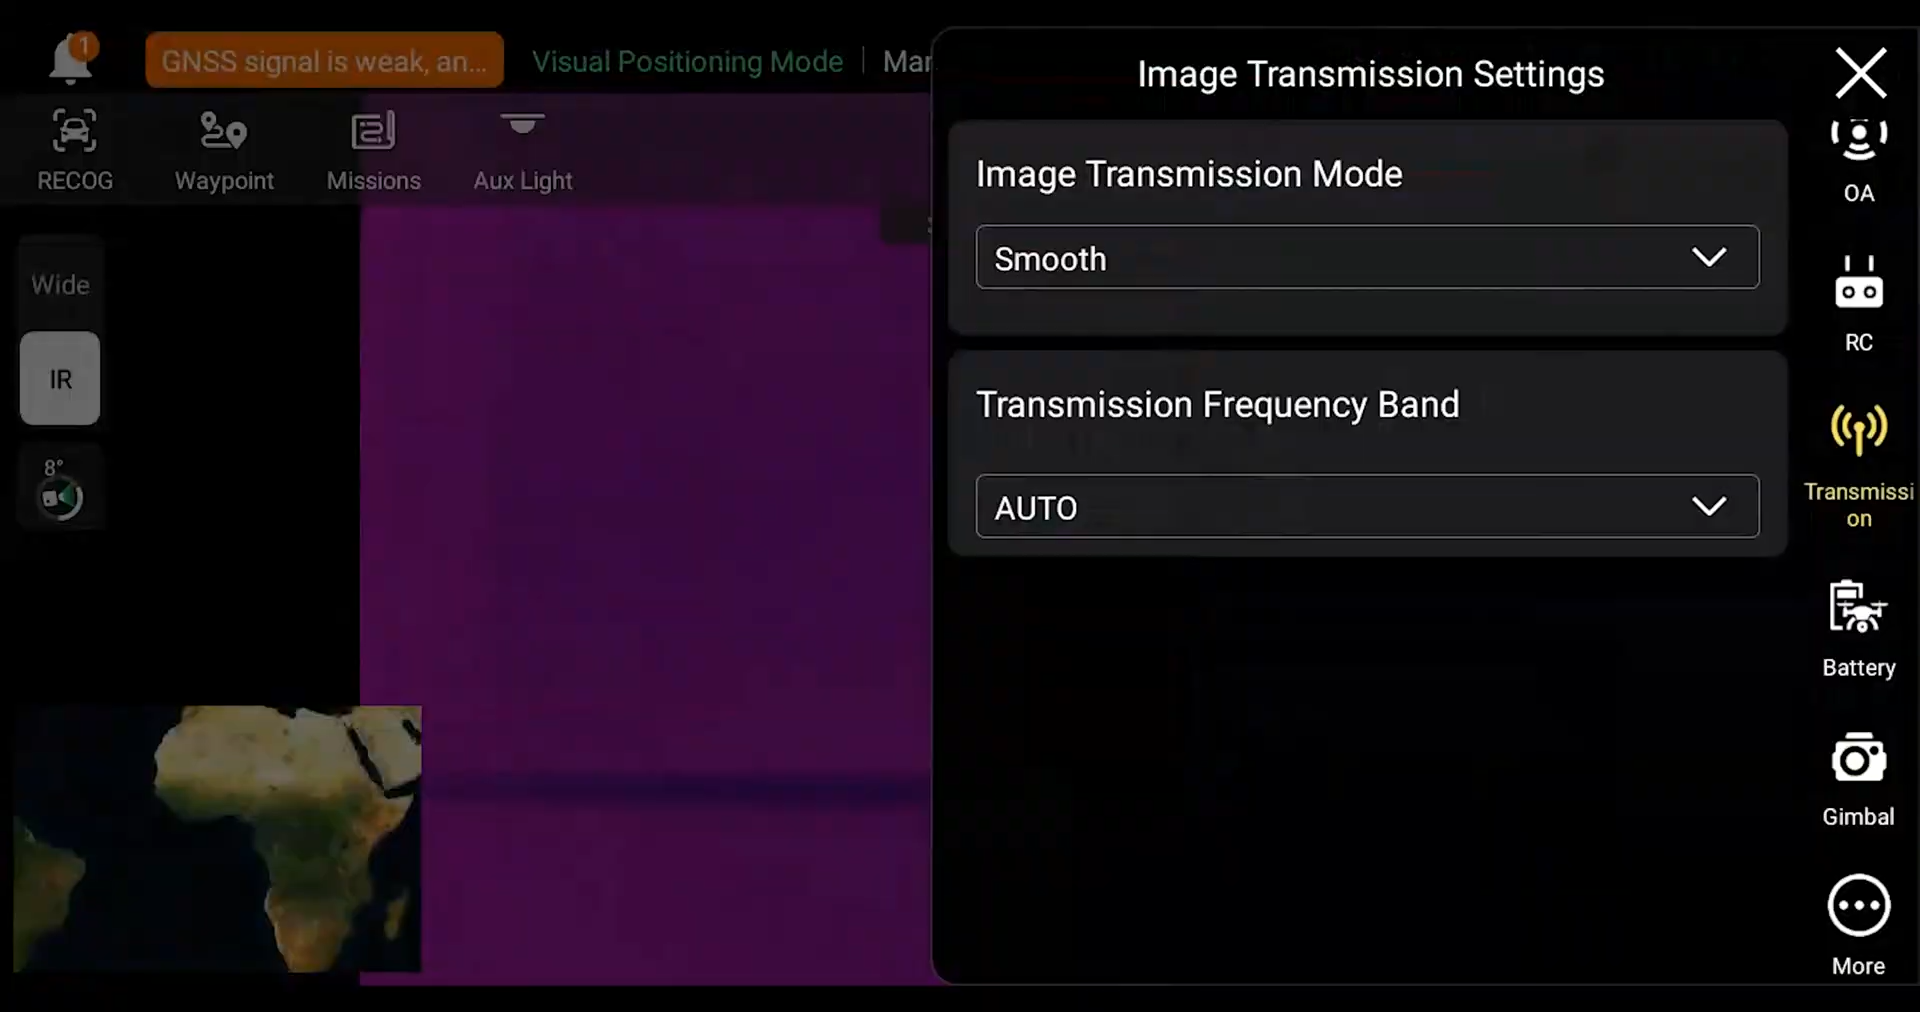 1
GNSS signal is weak, an...
Visual Positioning Mode
Mar
Image Transmission Settings
RECOG
Waypoint
Missions
Aux Light
Wide
IR
8°
Image Transmission Mode
Smooth
Transmission Frequency Band
AUTO
OA
RC
Transmissi
on
Battery
Gimbal
More